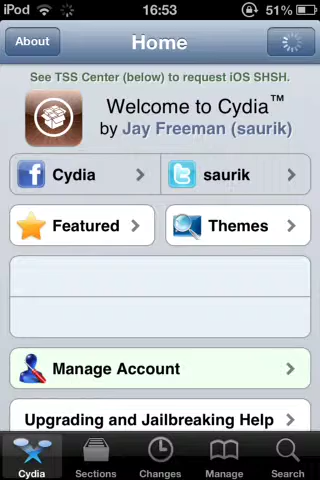 iPod 16:53 51%
About Home
See TSS Center (below) to request iOS SHSH.
Welcome to Cydia™
by Jay Freeman (saurik)
Cydia saurik
Featured Themes
Manage Account
Upgrading and Jailbreaking Help
Cydia Sections Changes Manage Search